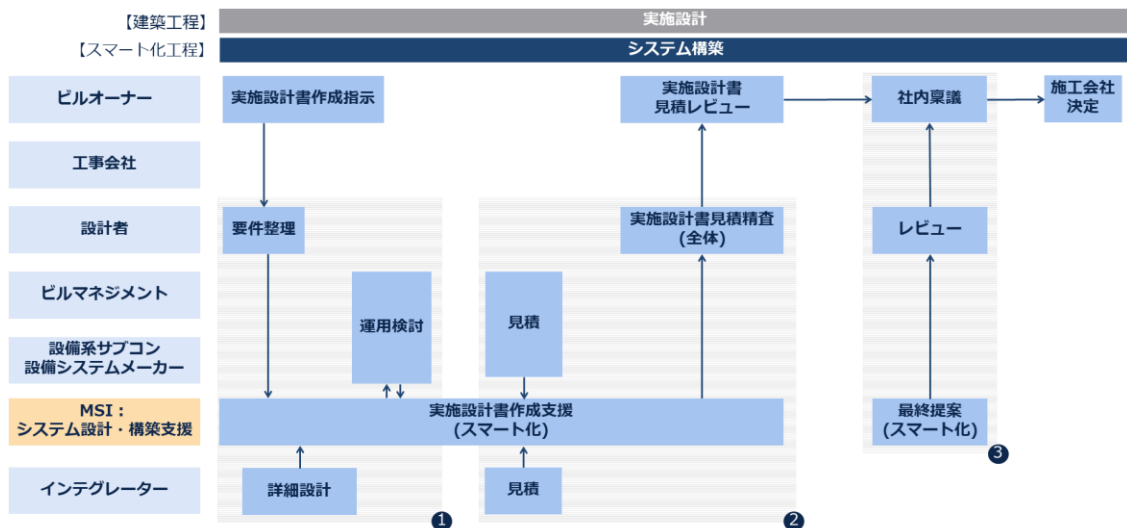 【建築工程】
実施設計
【スマート化工程】
システム構築
ビルオーナー
実施設計書作成指示
実施設計書
見積レビュー
社内稟議
施工会社
決定
工事会社
設計者
要件整理
実施設計書見積精査
(全体)
レビュー
ビルマネジメント
運用検討
見積
設備系サブコン
設備システムメーカー
MSI：
システム設計・構築支援
実施設計書作成支援
(スマート化)
最終提案
(スマート化)
3
インテグレーター
詳細設計
見積
1
2